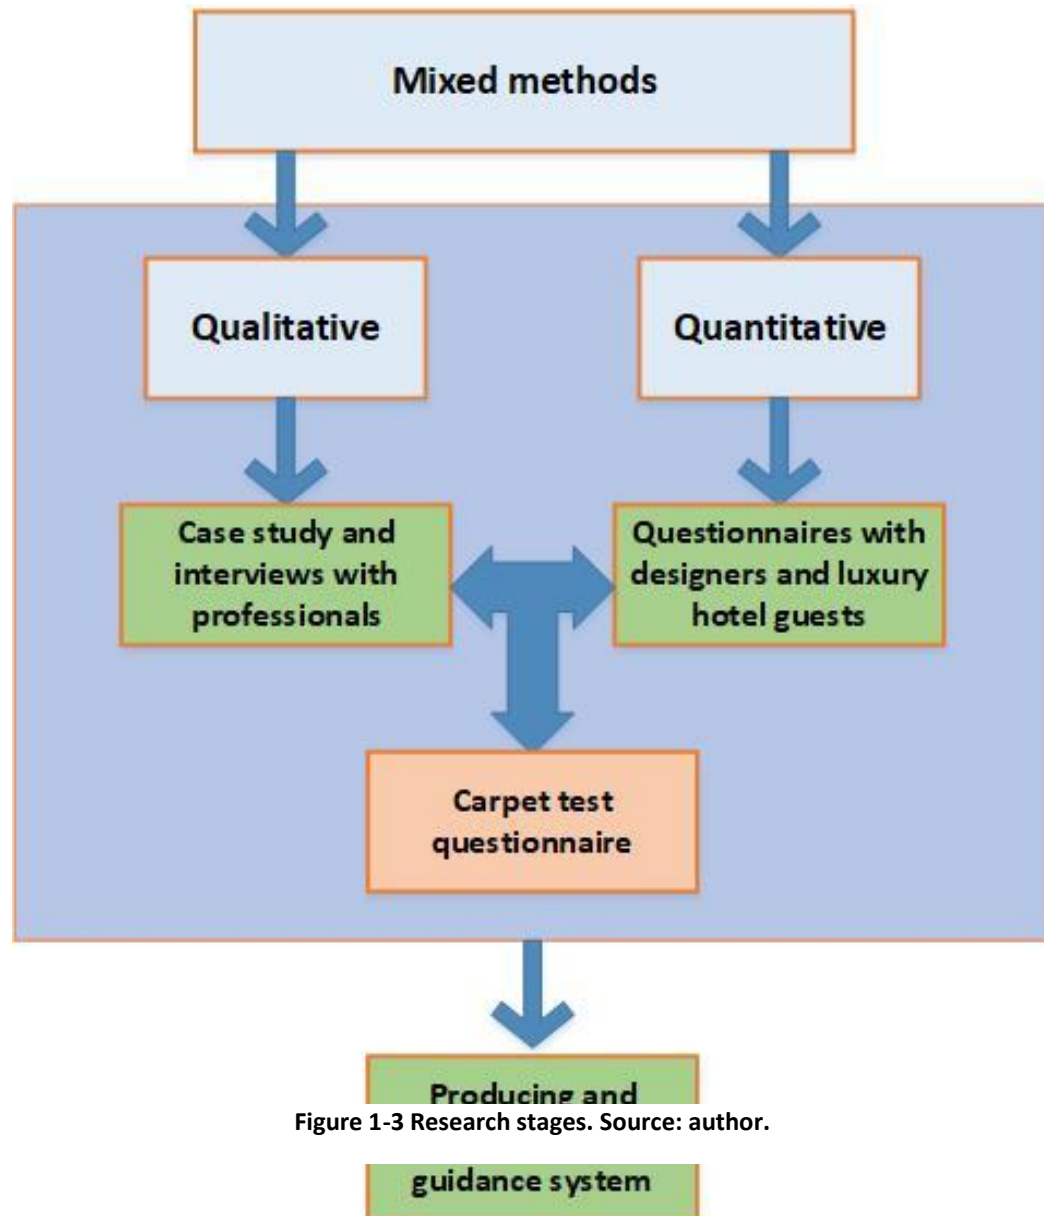 Mixed methods
Qualitative
Quantitative
Case study and
interviews with
professionals
Questionnaires with
designers and luxury
hotel guests
Carpet test
questionnaire
Producing and
Figure 1-3 Research stages. Source: author.
guidance system